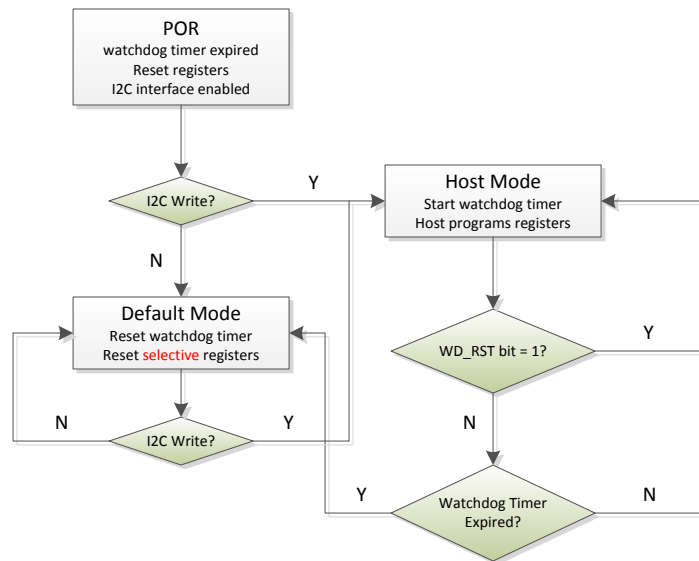 POR
watchdog timer expired
Reset registers
I2C interface enabled
I2C Write?
Y
N
Host Mode
Start watchdog timer
Host programs registers
Default Mode
Reset watchdog timer
Reset selective registers
WD_RST bit = 1?
Y
N
I2C Write?
N
Y
Watchdog Timer
Expired?
Y
N